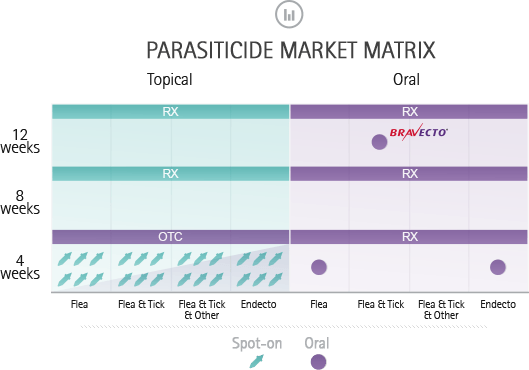 PARASITICIDE MARKET MATRIX
Topical
Oral
RX
RX
12
weeks
BRAVECTO®
RX
RX
8
weeks
OTC
RX
4
weeks
Flea
Flea & Tick
Flea & Tick
& Other
Endecto
Flea
Flea & Tick
Flea & Tick
& Other
Endecto
Spot-on
Oral